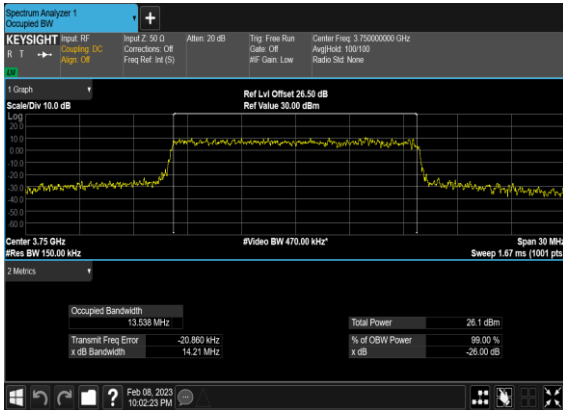 Spectrum Analyzer 1
Occupied BW
+
KEYSIGHT
R T
LV
Input: RF
Coupling: DC
Align: Off
Input Z: 50 Ω
Corrections: Off
Freq Ref: Int (S)
Atten: 20 dB
Trig: Free Run
Gate: Off
#IF Gain: Low
Center Freq: 3.750000000 GHz
Avg|Hold: 100/100
Radio Std: None
1 Graph
Scale/Div 10.0 dB
Ref Lvl Offset 26.50 dB
Ref Value 30.00 dBm
Log
20.0
10.0
0.00
-10.0
-20.0
-30.0
-40.0
-50.0
-60.0
Center 3.75 GHz
#Video BW 470.00 kHz*
Span 30 MHz
#Res BW 150.00 kHz
Sweep 1.67 ms (1001 pts)
2 Metrics
Occupied Bandwidth
13.538 MHz
Total Power 26.1 dBm
Transmit Freq Error -20.860 kHz
% of OBW Power 99.00 %
x dB Bandwidth 14.21 MHz
x dB -26.00 dB
?
Feb 08, 2023
10:02:23 PM